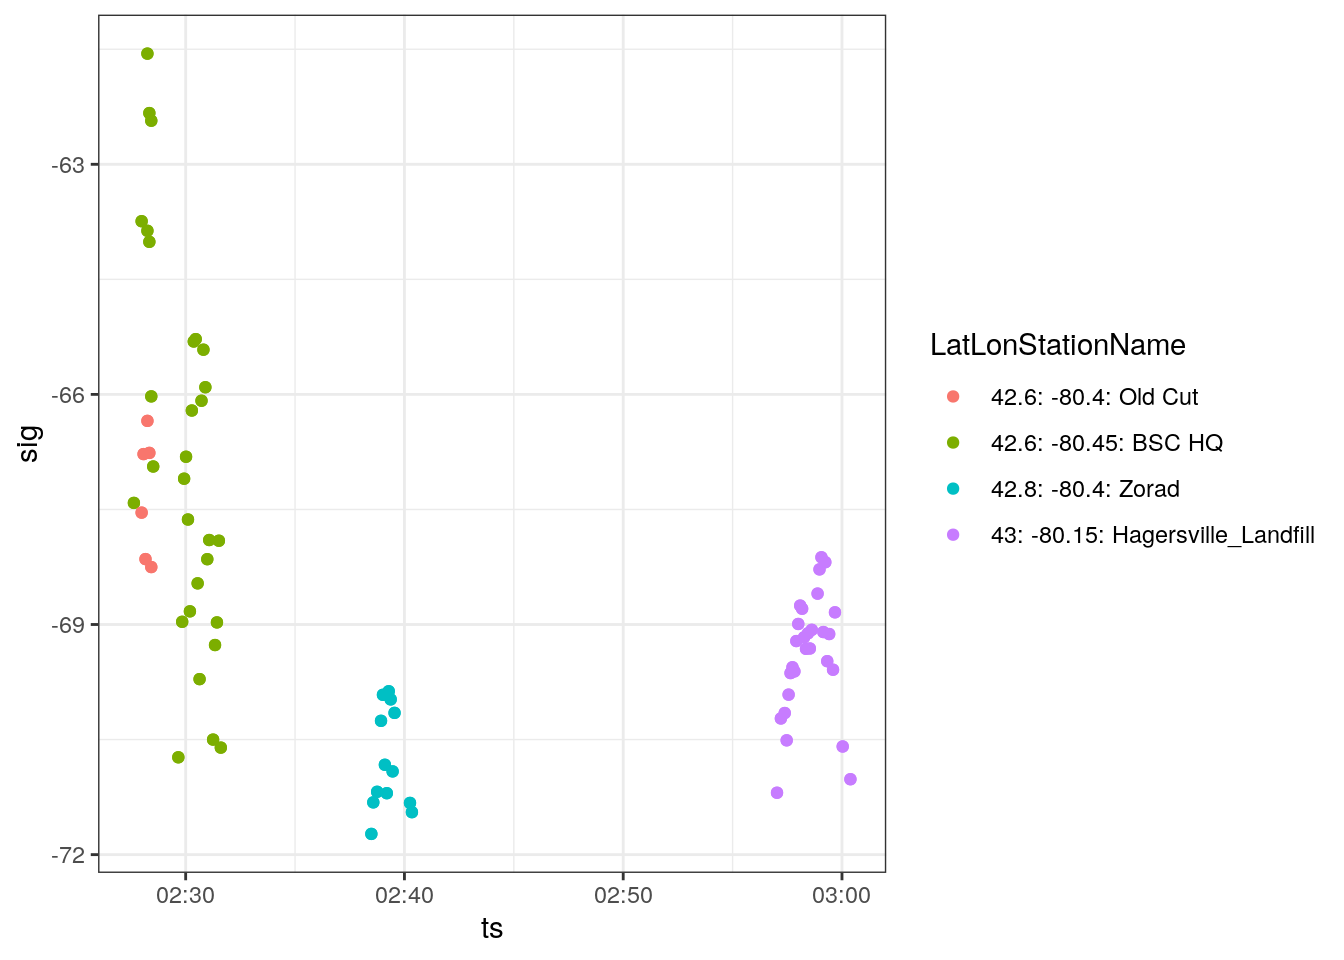 -63
-66
-69
-72
sig
02:30 02:40 02:50 03:00
ts
LatLonStationName
42.6: -80.4: Old Cut
42.6: -80.45: BSC HQ
42.8: -80.4: Zorad
43: -80.15: Hagersville_Landfill